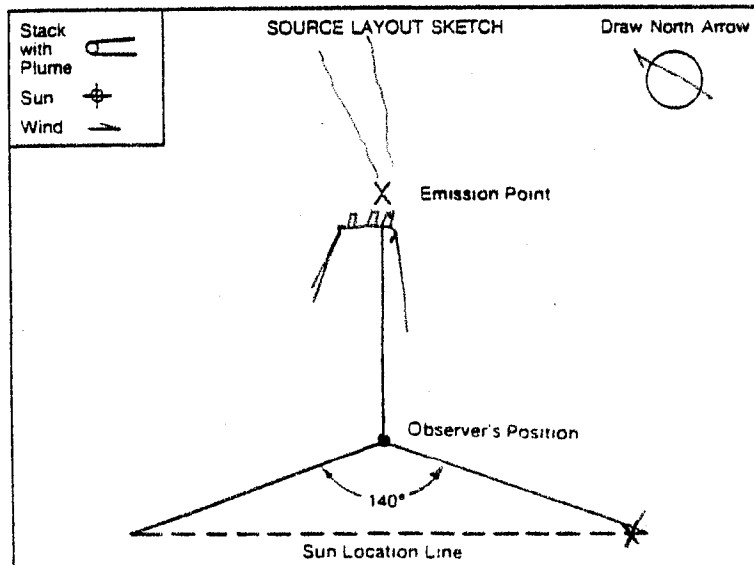 Stack
with
Plume
Sun
Wind
SOURCE LAYOUT SKETCH
Draw North Arrow
X Emission Point
Observer's Position
140°
Sun Location Line